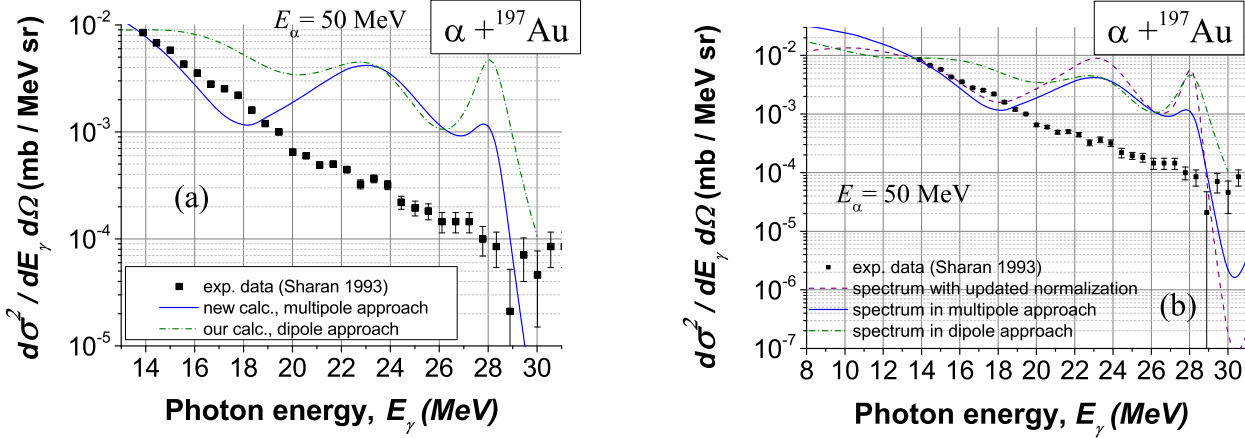 E_α = 50 MeV
α + ¹⁹⁷Au
10⁻²
10⁻³
10⁻⁴
10⁻⁵
dσ² / dE_γ dΩ (mb / MeV sr)
(a)
exp. data (Sharan 1993)
new calc., multipole approach
our calc., dipole approach
14 16 18 20 22 24 26 28 30
Photon energy, E_γ (MeV)
α + ¹⁹⁷Au
10⁻²
10⁻³
10⁻⁴
10⁻⁵
10⁻⁶
10⁻⁷
dσ² / dE_γ dΩ (mb / MeV sr)
E_α = 50 MeV
exp. data (Sharan 1993)
spectrum with updated normalization
spectrum in multipole approach
spectrum in dipole approach
(b)
8 10 12 14 16 18 20 22 24 26 28 30
Photon energy, E_γ (MeV)